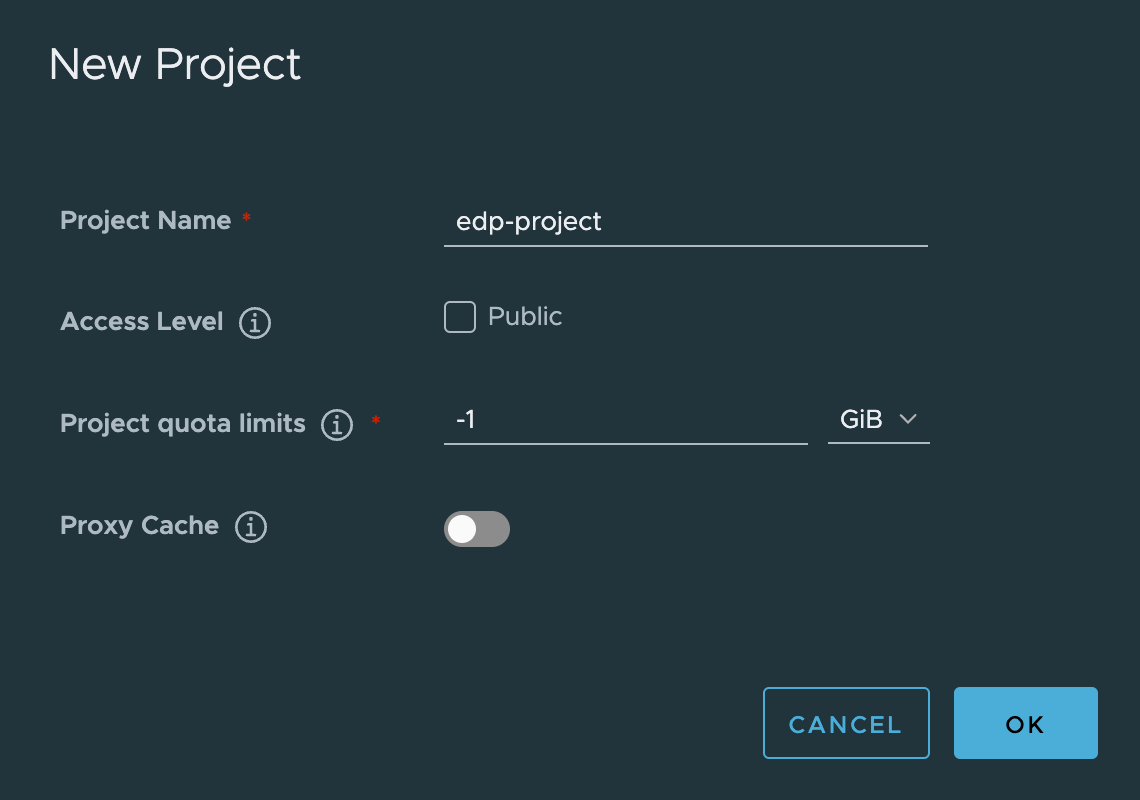 New Project
Project Name *
edp-project
Access Level
Public
Project quota limits *
-1
GiB
Proxy Cache
CANCEL
OK